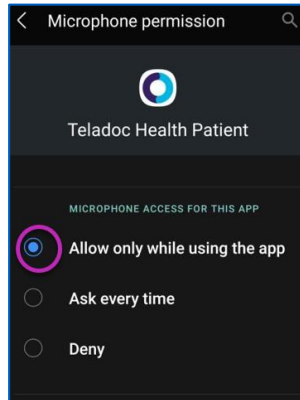 Microphone permission
Teladoc Health Patient
MICROPHONE ACCESS FOR THIS APP
Allow only while using the app
Ask every time
Deny